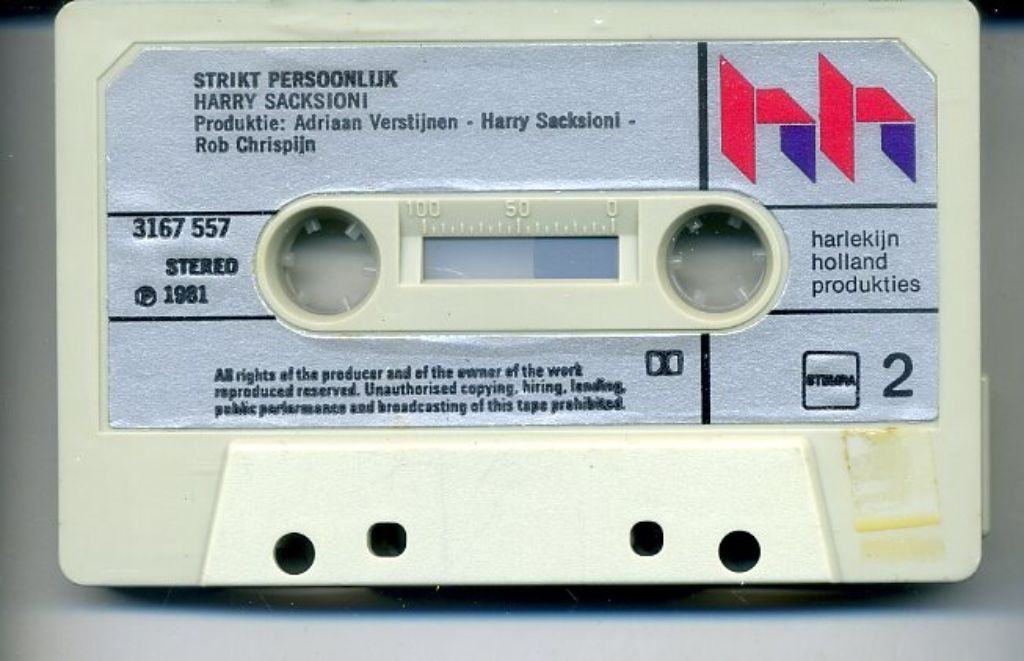 STRIKT PERSOONLIJK
HARRY SACKSIONI
Produktie: Adriaan Verstijnen - Harry Sacksioni -
Rob Chrispijn
100 50 0
3167 557
STEREO
℗ 1981
harlekijn
holland
produkties
All rights of the producer and of the owner of the work
reproduced reserved. Unauthorised copying, hiring, lending,
public performance and broadcasting of this tape prohibited.
STEMRA
2